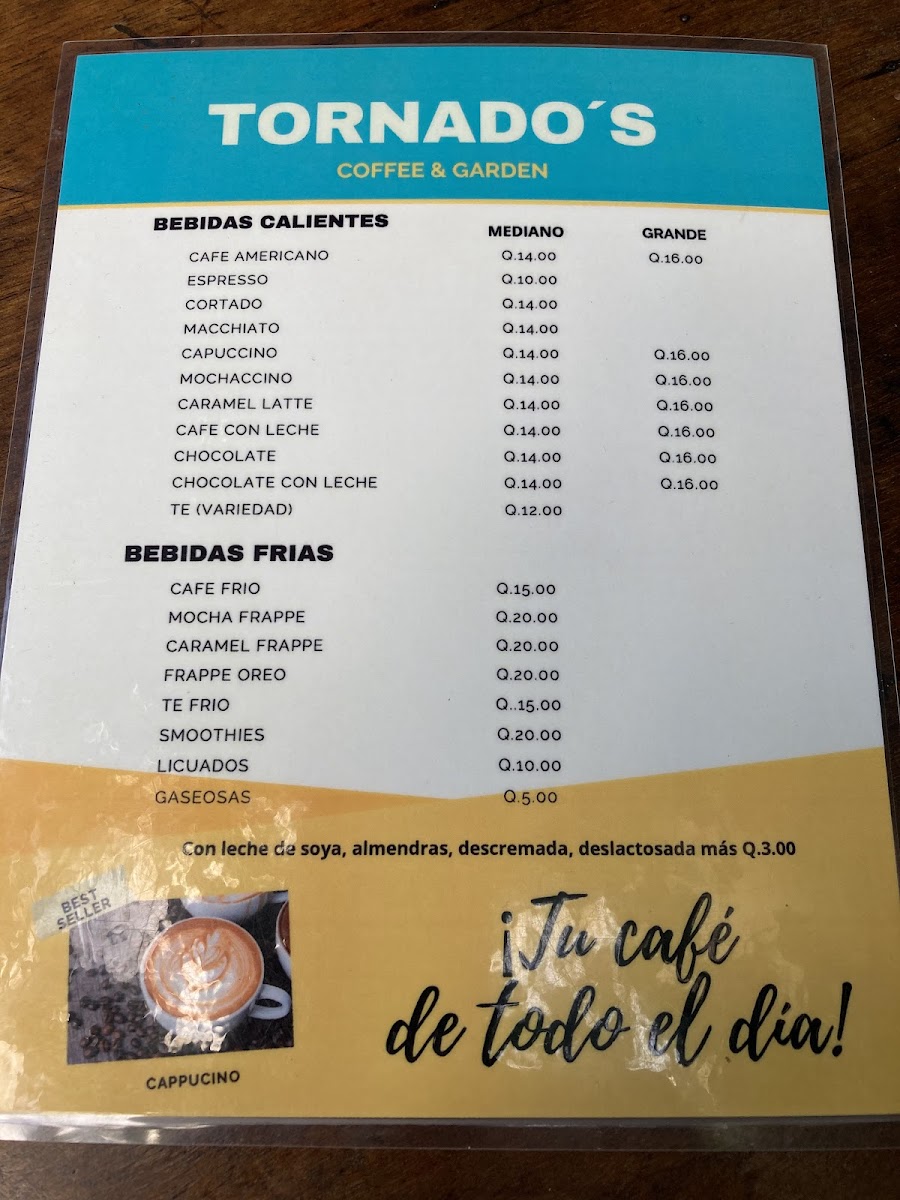 TORNADO´S
COFFEE & GARDEN
BEBIDAS CALIENTES MEDIANO GRANDE
CAFE AMERICANO Q.14.00 Q.16.00
ESPRESSO Q.10.00
CORTADO Q.14.00
MACCHIATO Q.14.00
CAPUCCINO Q.14.00 Q.16.00
MOCHACCINO Q.14.00 Q.16.00
CARAMEL LATTE Q.14.00 Q.16.00
CAFE CON LECHE Q.14.00 Q.16.00
CHOCOLATE Q.14.00 Q.16.00
CHOCOLATE CON LECHE Q.14.00 Q.16.00
TE (VARIEDAD) Q.12.00
BEBIDAS FRIAS
CAFE FRIO Q.15.00
MOCHA FRAPPE Q.20.00
CARAMEL FRAPPE Q.20.00
FRAPPE OREO Q.20.00
TE FRIO Q..15.00
SMOOTHIES Q.20.00
LICUADOS Q.10.00
GASEOSAS Q.5.00
Con leche de soya, almendras, descremada, deslactosada más Q.3.00
BEST
SELLER
¡Tu café
de todo el día!
CAPPUCINO